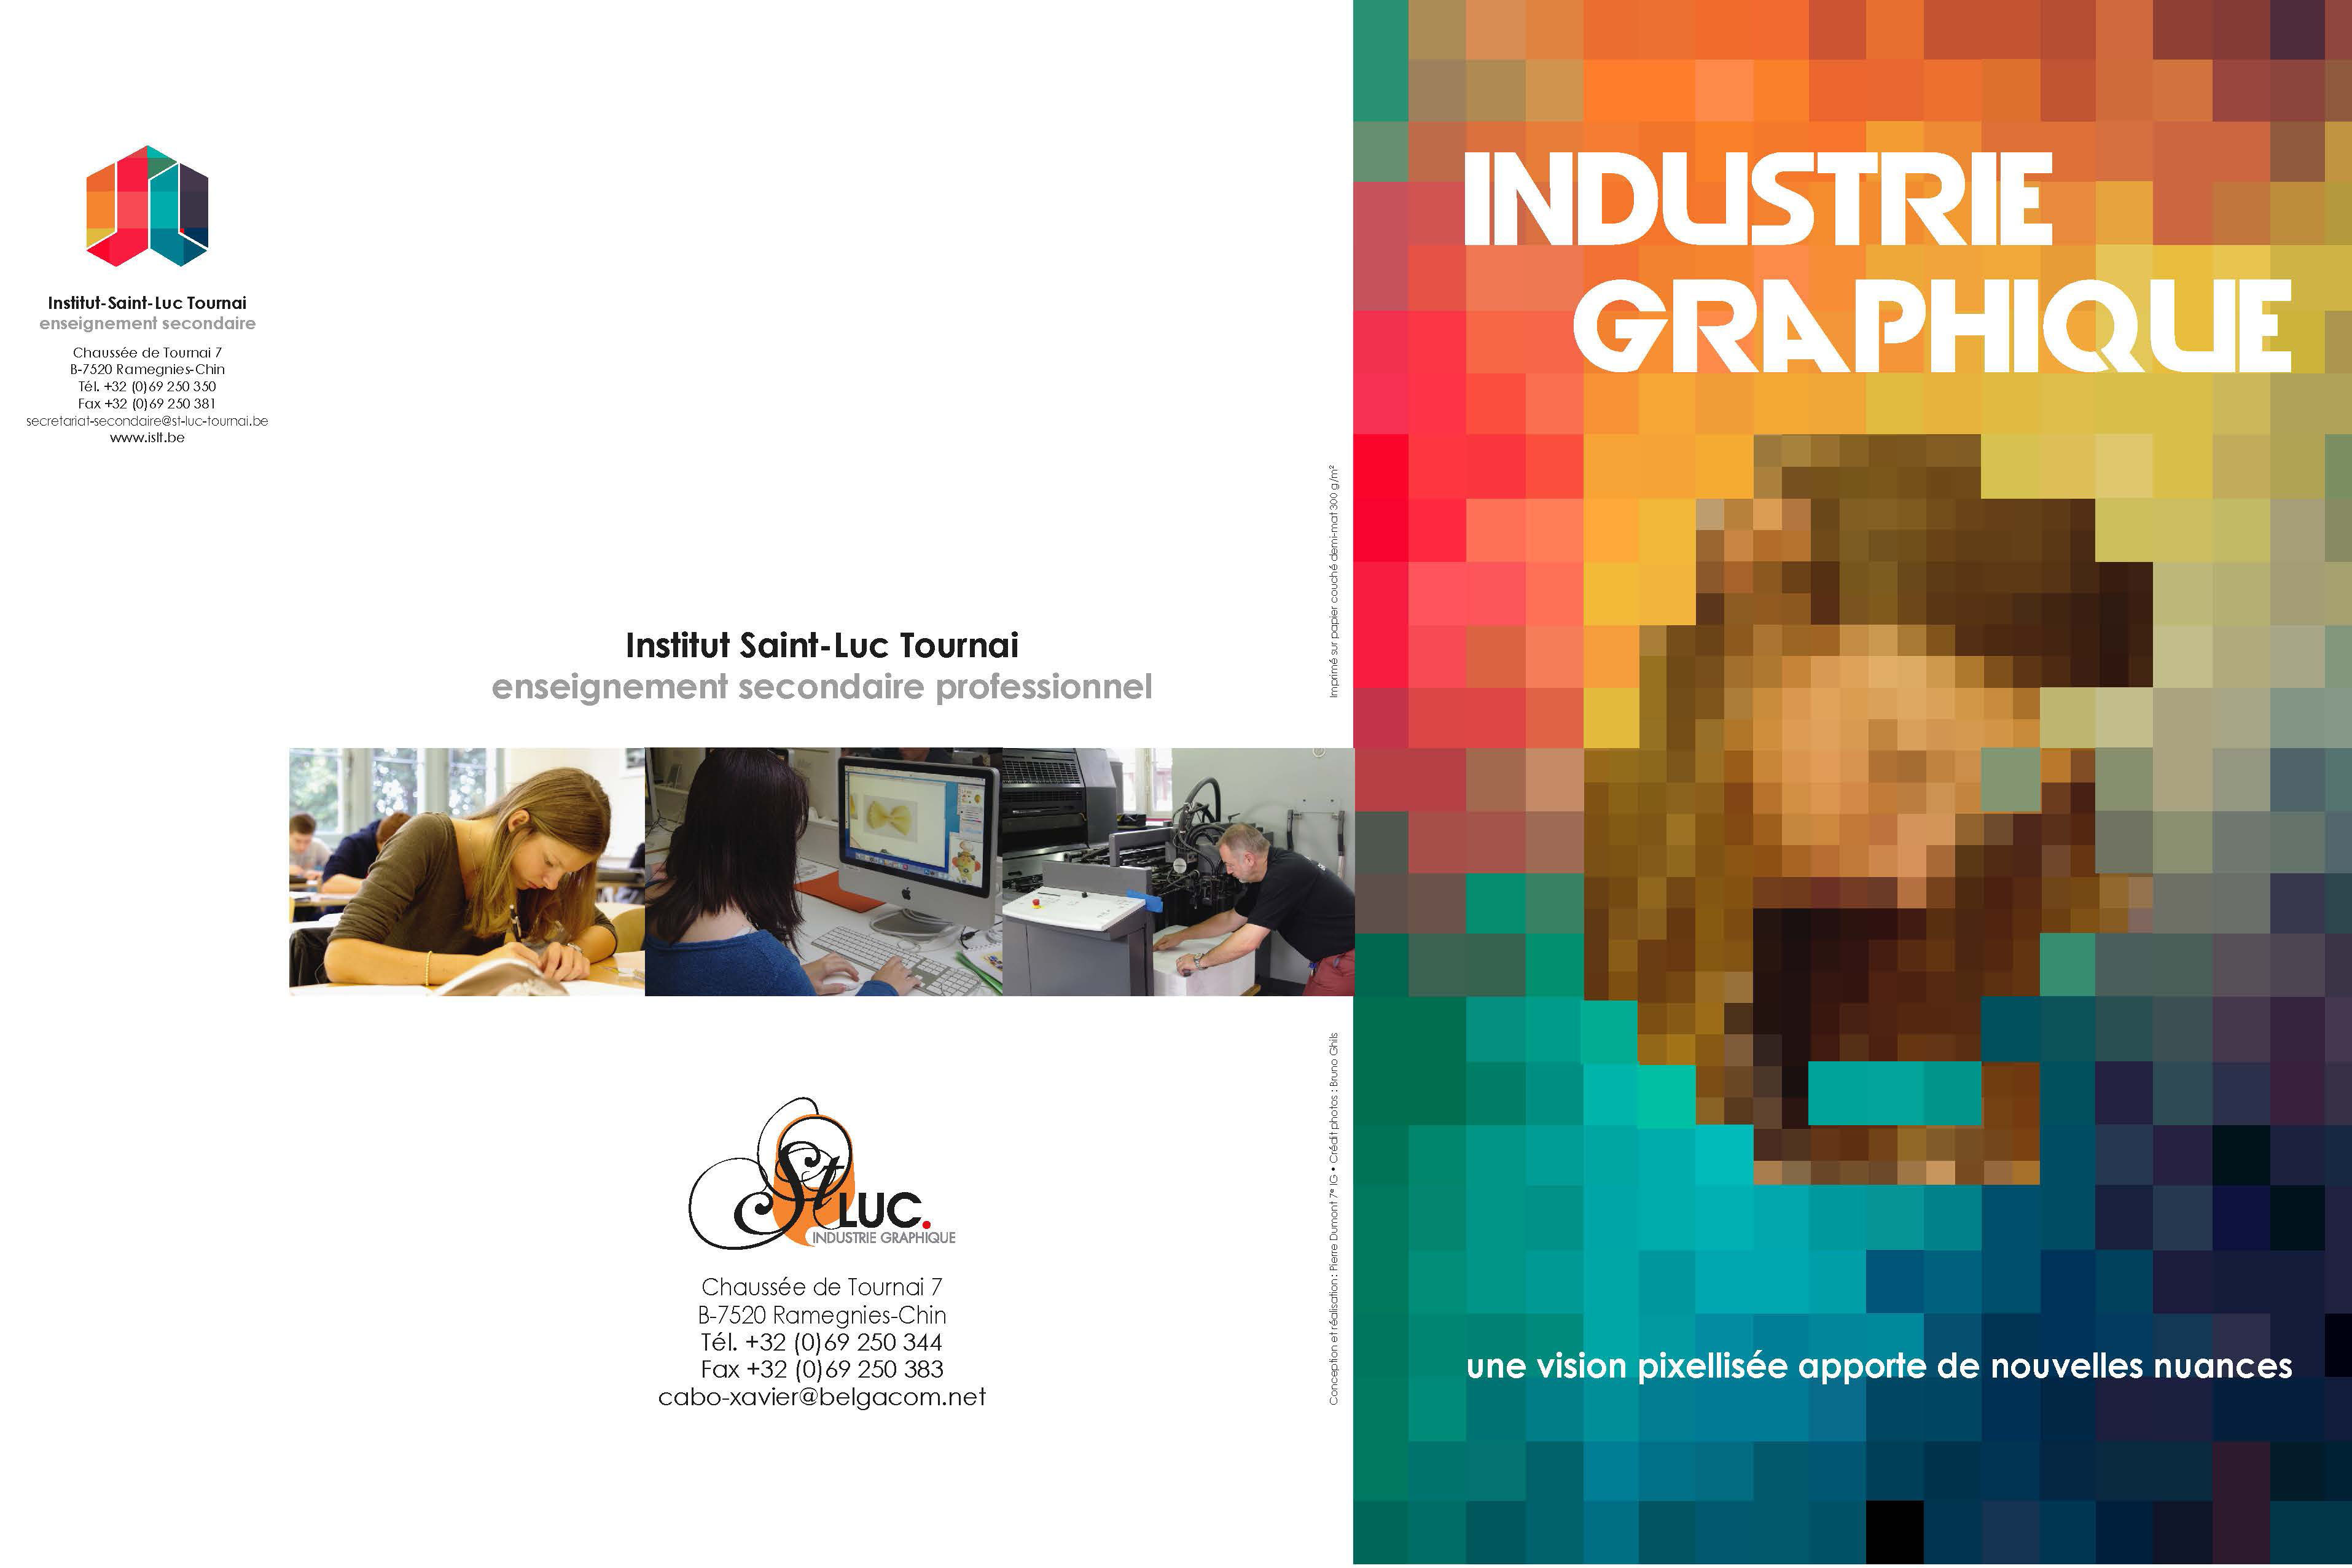 Institut-Saint-Luc Tournai
enseignement secondaire
Chaussée de Tournai 7
B-7520 Ramegnies-Chin
Tél. +32 (0)69 250 350
Fax +32 (0)69 250 381
secretariat-secondaire@st-luc-tournai.be
www.islt.be
Institut Saint-Luc Tournai
enseignement secondaire professionnel
St LUC.
INDUSTRIE GRAPHIQUE
Chaussée de Tournai 7
B-7520 Ramegnies-Chin
Tél. +32 (0)69 250 344
Fax +32 (0)69 250 383
cabo-xavier@belgacom.net
Imprimé sur papier couché demi-mat 300 g/m²
Conception et réalisation : Pierre Dumont 7e IG • Crédit photos : Bruno Ghils
INDUSTRIE
GRAPHIQUE
une vision pixellisée apporte de nouvelles nuances